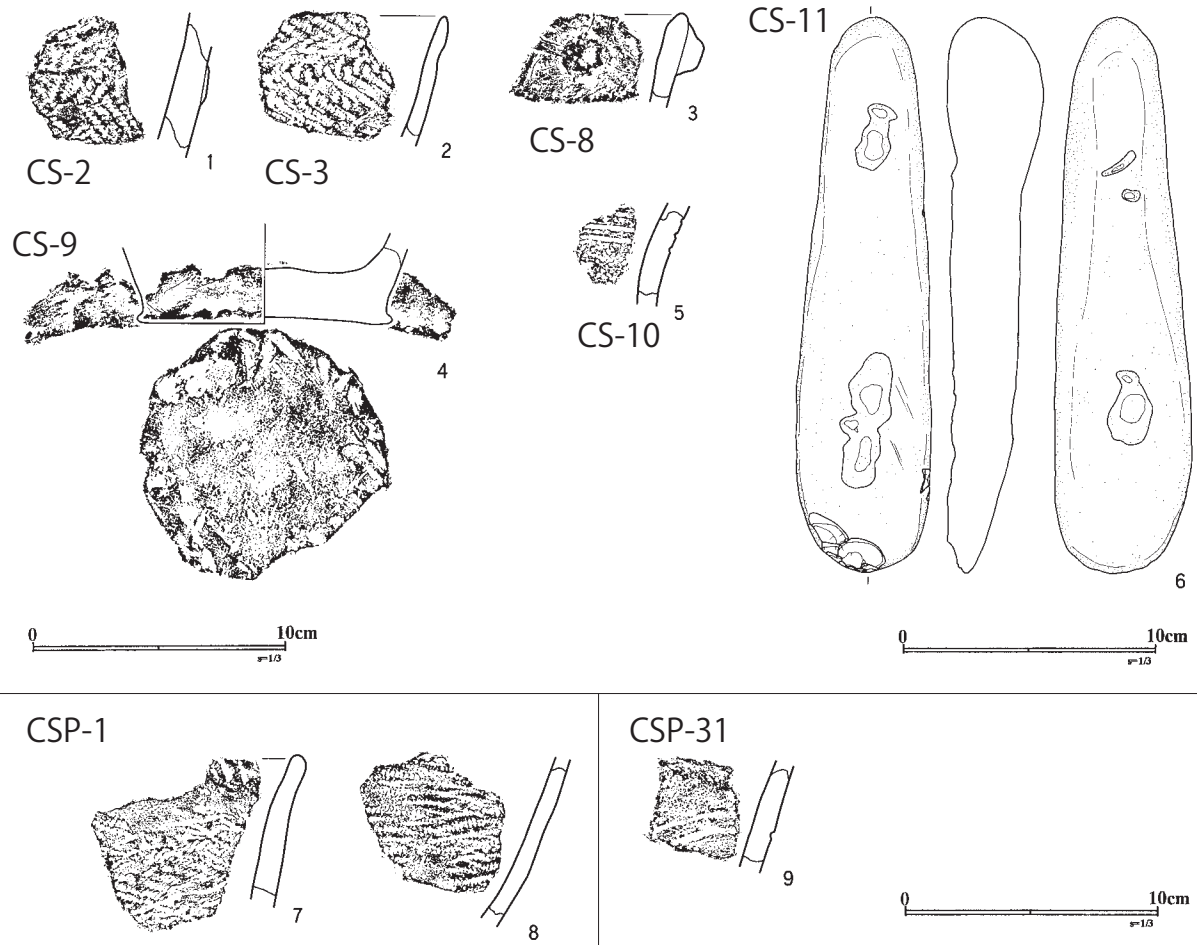 CS-2
1
CS-3
2
CS-8
3
CS-9
4
CS-10
5
CS-11
6
0 10cm
s=1/3
0 10cm
s=1/3
CSP-1
7
8
CSP-31
9
0 10cm
s=1/3